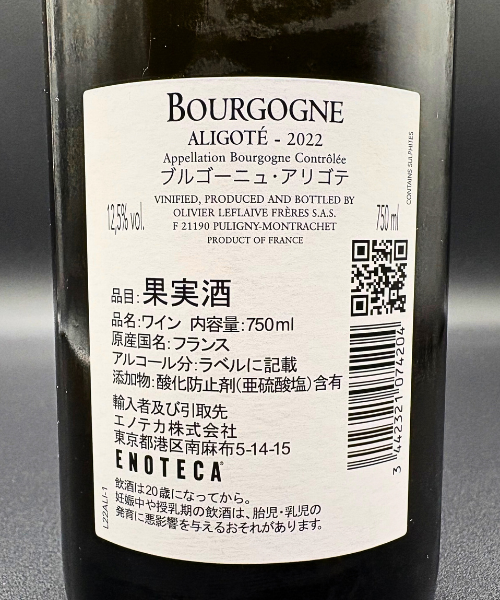 BOURGOGNE
ALIGOTÉ - 2022
Appellation Bourgogne Contrôlée
ブルゴーニュ・アリゴテ
VINIFIED, PRODUCED AND BOTTLED BY
OLIVIER LEFLAIVE FRÈRES S.A.S.
F 21190 PULIGNY-MONTRACHET
PRODUCT OF FRANCE
12,5% vol.
750 ml
CONTAINS SULPHITES
品目:果実酒
品名:ワイン 内容量:750ml
原産国名:フランス
アルコール分:ラベルに記載
添加物:酸化防止剤(亜硫酸塩)含有
輸入者及び引取先
エノテカ株式会社
東京都港区南麻布5-14-15
ENOTECA®
飲酒は20歳になってから。
妊娠中や授乳期の飲酒は、胎児・乳児の
発育に悪影響を与えるおそれがあります。
L22ALI-1
3 442321 074204